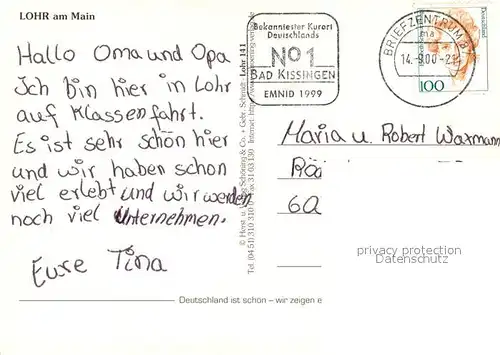 LOHR am Main
Hallo Oma und Opa
Ich bin hier in Lohr
auf Klassenfahrt.
Es ist sehr schön hier
und wir haben schon
viel erlebt und wir werden
noch viel Unternehmen.
Eure Tina
Bekanntester Kurort
Deutschlands
No 1
BAD KISSINGEN
EMNID 1999
BRIEFZENTRUM
14.-9.00.-21
100
Deutschland
Maria u. Robert Waxmann
Rö
6a
privacy protection
Datenschutz
Lohr 141
Deutschland ist schön – wir zeigen e